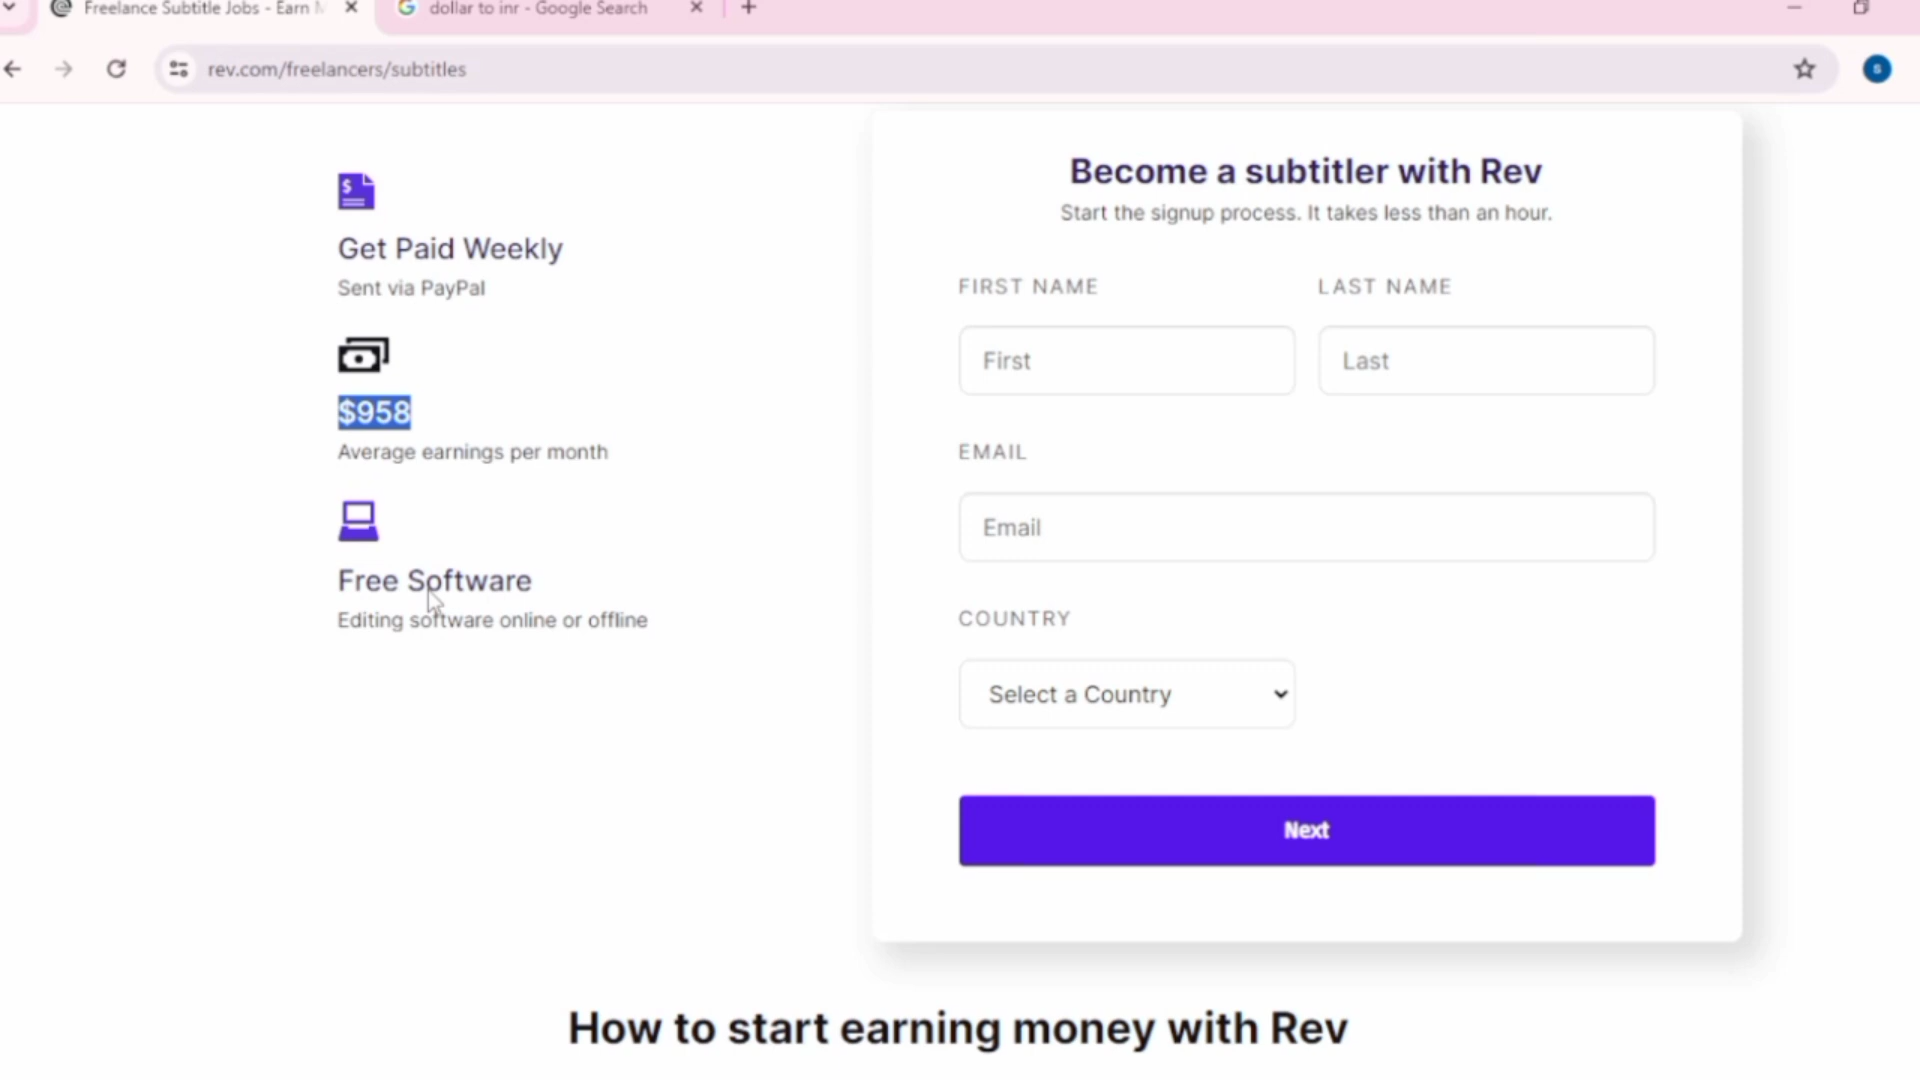 Freelance Subtitle Jobs - Earn
dollar to inr - Google Search
rev.com/freelancers/subtitles
s
Get Paid Weekly
Sent via PayPal
$958
Average earnings per month
Free Software
Editing software online or offline
Become a subtitler with Rev
Start the signup process. It takes less than an hour.
FIRST NAME
LAST NAME
First
Last
EMAIL
Email
COUNTRY
Select a Country
Next
How to start earning money with Rev